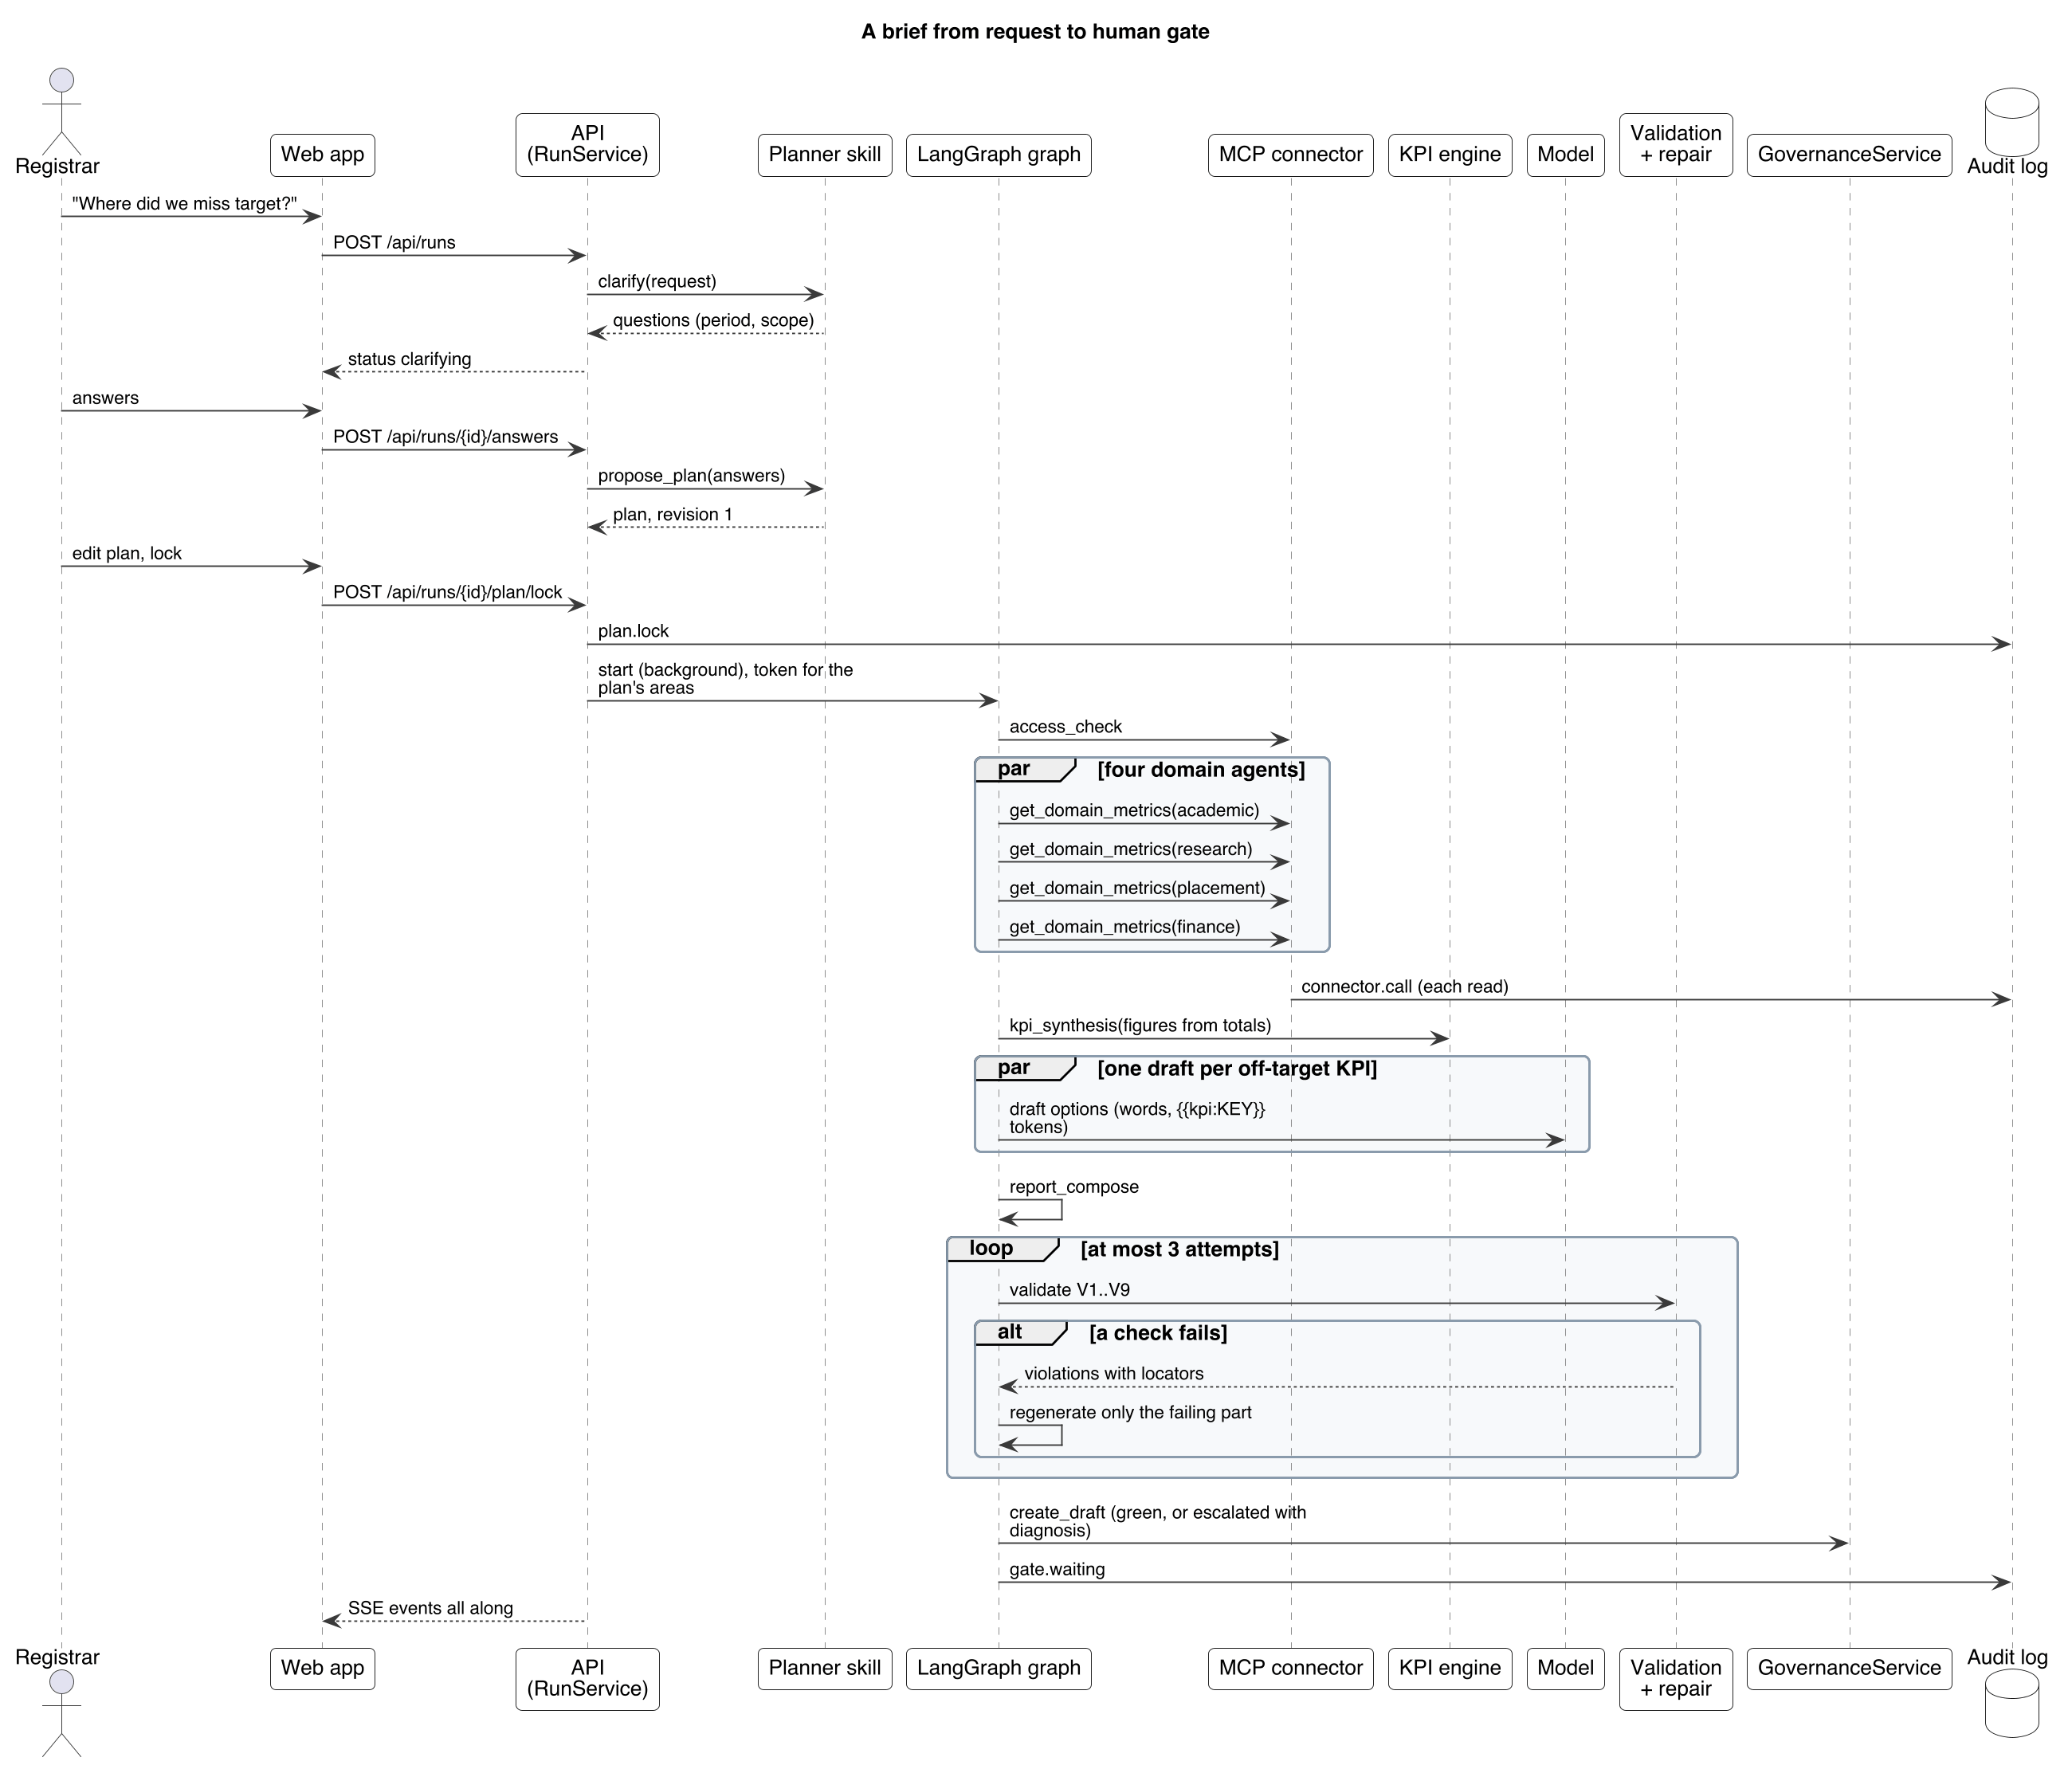 A brief from request to human gate
Registrar
Web app
API
(RunService)
Planner skill
LangGraph graph
MCP connector
KPI engine
Model
Validation
+ repair
GovernanceService
Audit log
"Where did we miss target?"
POST /api/runs
clarify(request)
questions (period, scope)
status clarifying
answers
POST /api/runs/{id}/answers
propose_plan(answers)
plan, revision 1
edit plan, lock
POST /api/runs/{id}/plan/lock
plan.lock
start (background), token for the
plan's areas
access_check
par [four domain agents]
get_domain_metrics(academic)
get_domain_metrics(research)
get_domain_metrics(placement)
get_domain_metrics(finance)
connector.call (each read)
kpi_synthesis(figures from totals)
par [one draft per off-target KPI]
draft options (words, {{kpi:KEY}}
tokens)
report_compose
loop [at most 3 attempts]
validate V1..V9
alt [a check fails]
violations with locators
regenerate only the failing part
create_draft (green, or escalated with
diagnosis)
gate.waiting
SSE events all along
Registrar
Web app
API
(RunService)
Planner skill
LangGraph graph
MCP connector
KPI engine
Model
Validation
+ repair
GovernanceService
Audit log